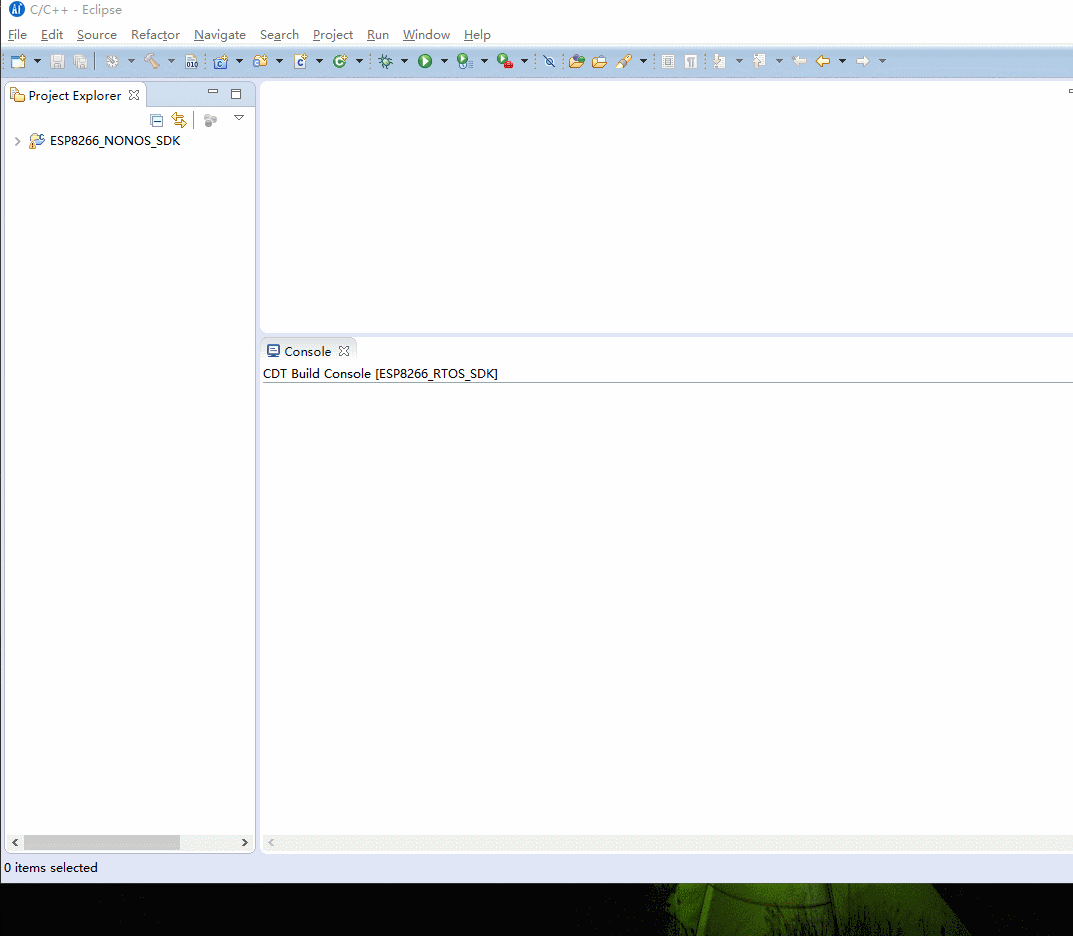 C/C++ - Eclipse
File Edit Source Refactor Navigate Search Project Run Window Help
Project Explorer
ESP8266_NONOS_SDK
Console
CDT Build Console [ESP8266_RTOS_SDK]
0 items selected